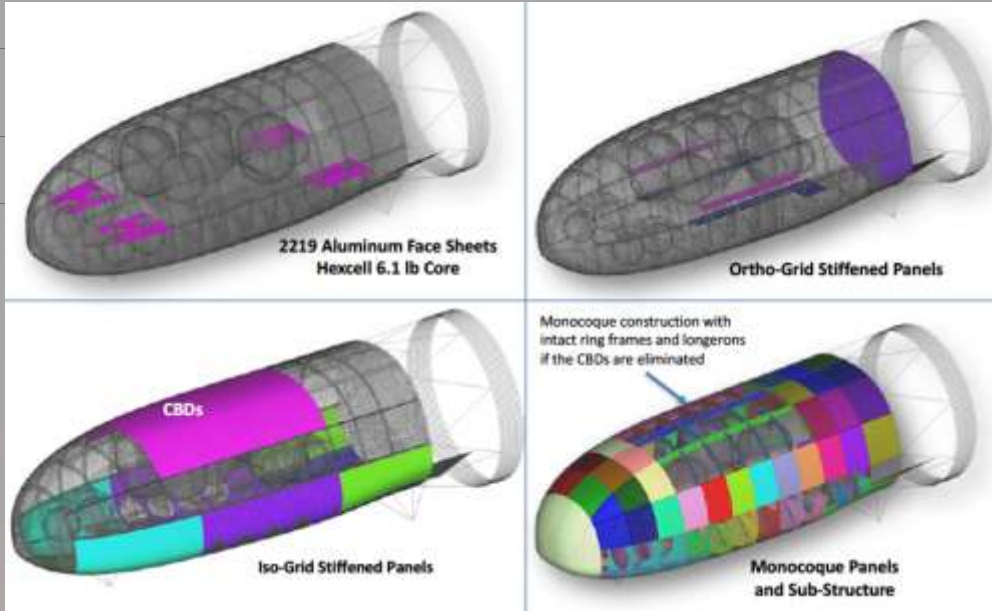 2219 Aluminum Face Sheets
Hexcell 6.1 lb Core
Ortho-Grid Stiffened Panels
CBDs
Iso-Grid Stiffened Panels
Monocoque construction with
intact ring frames and longerons
if the CBDs are eliminated
Monocoque Panels
and Sub-Structure